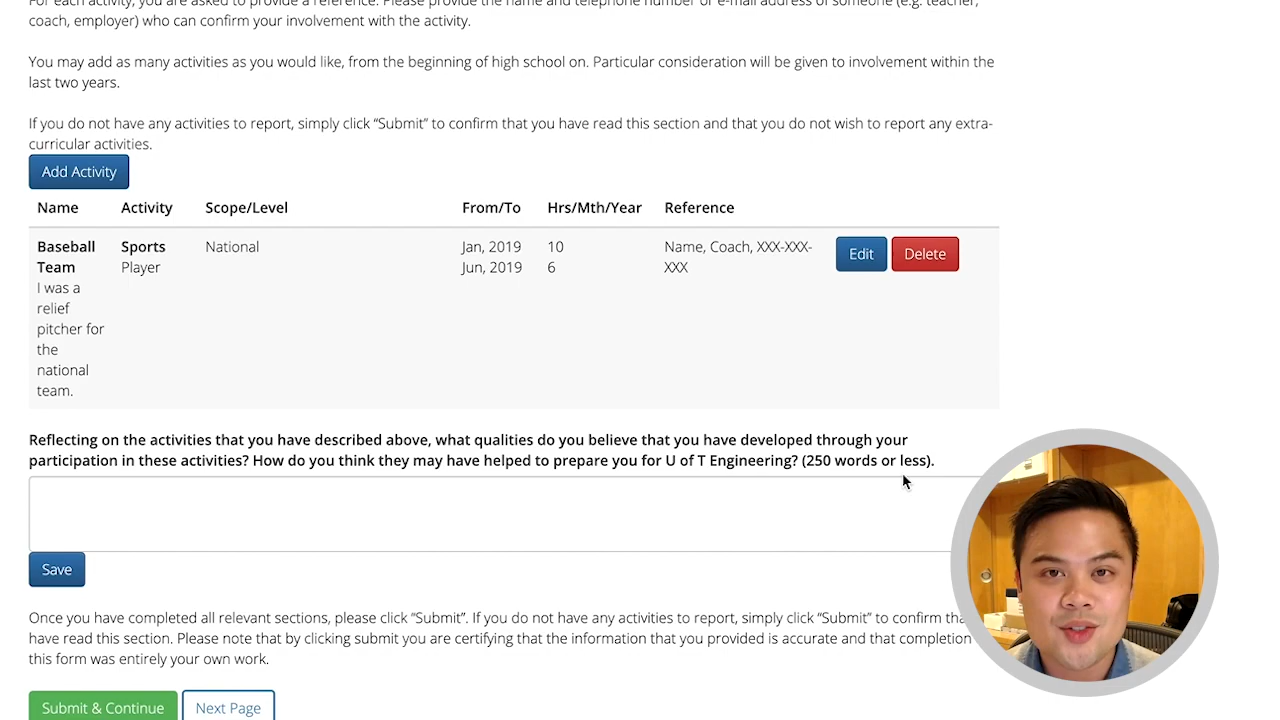 For each activity, you are asked to provide a reference. Please provide the name and telephone number or e-mail address of someone (e.g. teacher,
coach, employer) who can confirm your involvement with the activity.
You may add as many activities as you would like, from the beginning of high school on. Particular consideration will be given to involvement within the
last two years.
If you do not have any activities to report, simply click “Submit” to confirm that you have read this section and that you do not wish to report any extra-
curricular activities.
Add Activity
Name Activity Scope/Level From/To Hrs/Mth/Year Reference
Baseball Sports National Jan, 2019 10 Name, Coach, XXX-XXX- Edit Delete
Team Player Jun, 2019 6 XXX
I was a
relief
pitcher for
the
national
team.
Reflecting on the activities that you have described above, what qualities do you believe that you have developed through your
participation in these activities? How do you think they may have helped to prepare you for U of T Engineering? (250 words or less).
Save
Once you have completed all relevant sections, please click “Submit”. If you do not have any activities to report, simply click “Submit” to confirm
have read this section. Please note that by clicking submit you are certifying that the information that you provided is accurate and that completion
this form was entirely your own work.
Submit & Continue Next Page